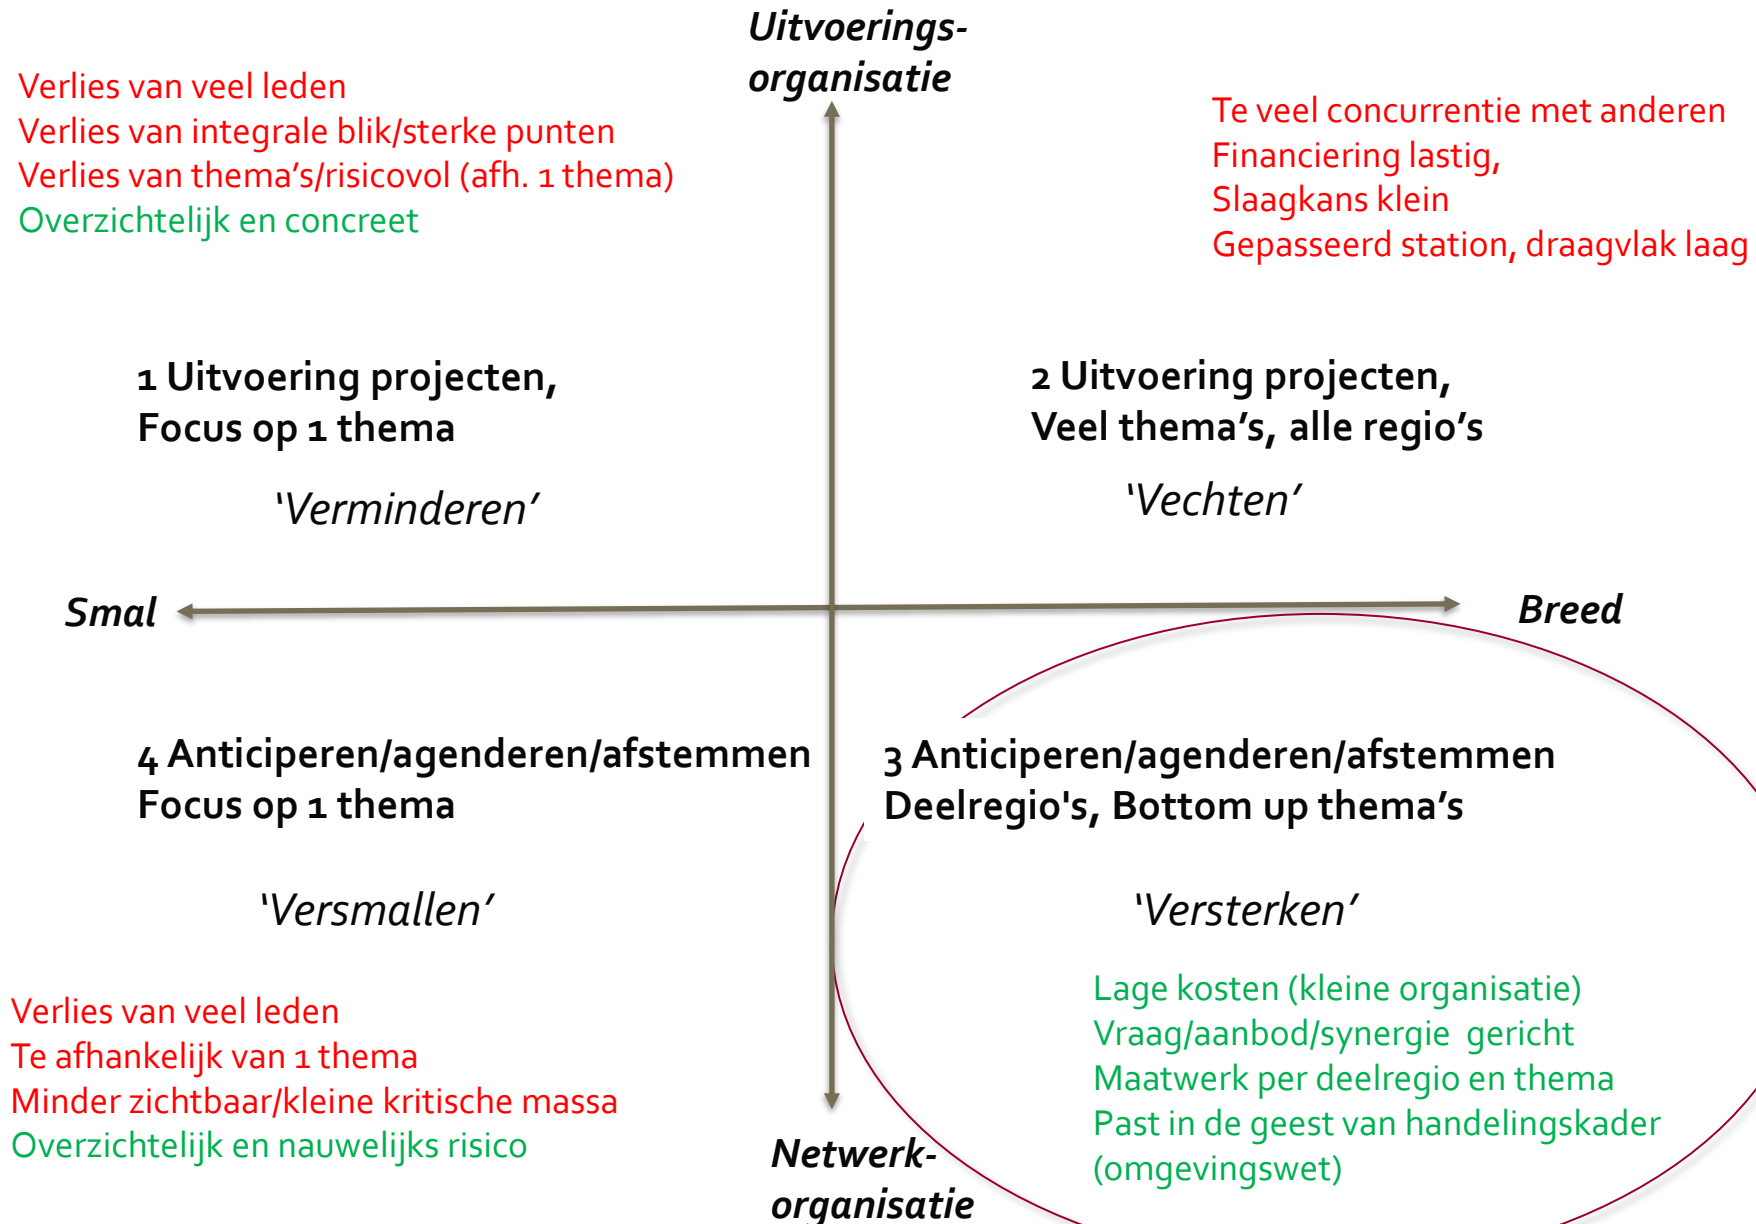 Uitvoerings-
organisatie
Verlies van veel leden
Verlies van integrale blik/sterke punten
Verlies van thema’s/risicovol (afh. 1 thema)
Overzichtelijk en concreet
Te veel concurrentie met anderen
Financiering lastig,
Slaagkans klein
Gepasseerd station, draagvlak laag
1 Uitvoering projecten,
Focus op 1 thema
‘Verminderen’
2 Uitvoering projecten,
Veel thema’s, alle regio’s
‘Vechten’
Smal
Breed
4 Anticiperen/agenderen/afstemmen
Focus op 1 thema
‘Versmallen’
3 Anticiperen/agenderen/afstemmen
Deelregio's, Bottom up thema’s
‘Versterken’
Verlies van veel leden
Te afhankelijk van 1 thema
Minder zichtbaar/kleine kritische massa
Overzichtelijk en nauwelijks risico
Lage kosten (kleine organisatie)
Vraag/aanbod/synergie  gericht
Maatwerk per deelregio en thema
Past in de geest van handelingskader
(omgevingswet)
Netwerk-
organisatie